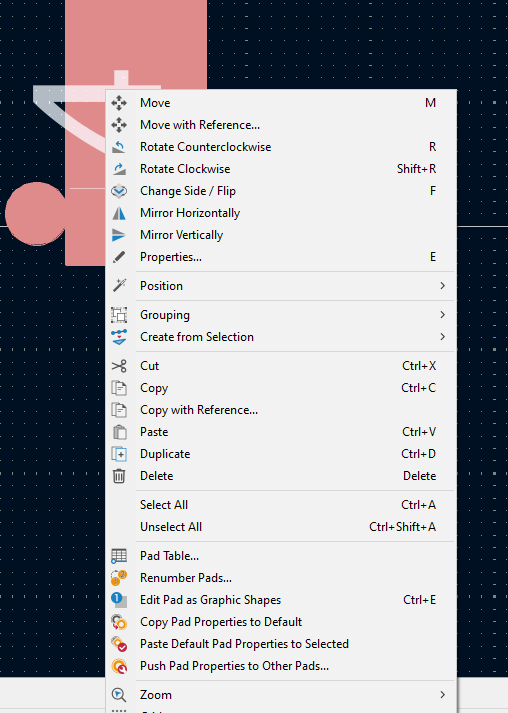 Move M
Move with Reference...
Rotate Counterclockwise R
Rotate Clockwise Shift+R
Change Side / Flip F
Mirror Horizontally
Mirror Vertically
Properties... E
Position
Grouping
Create from Selection
Cut Ctrl+X
Copy Ctrl+C
Copy with Reference...
Paste Ctrl+V
Duplicate Ctrl+D
Delete Delete
Select All Ctrl+A
Unselect All Ctrl+Shift+A
Pad Table...
Renumber Pads...
Edit Pad as Graphic Shapes Ctrl+E
Copy Pad Properties to Default
Paste Default Pad Properties to Selected
Push Pad Properties to Other Pads...
Zoom